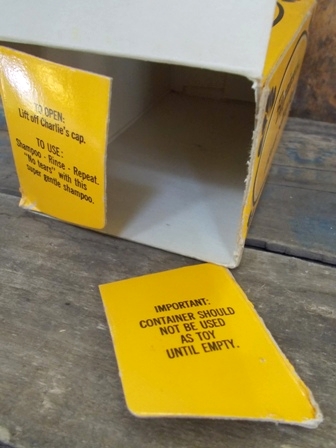 TO OPEN:
Lift off Charlie's cap.
TO USE:
Shampoo - Rinse - Repeat.
"No tears" with this
super gentle shampoo.
IMPORTANT:
CONTAINER SHOULD
NOT BE USED
AS TOY
UNTIL EMPTY.